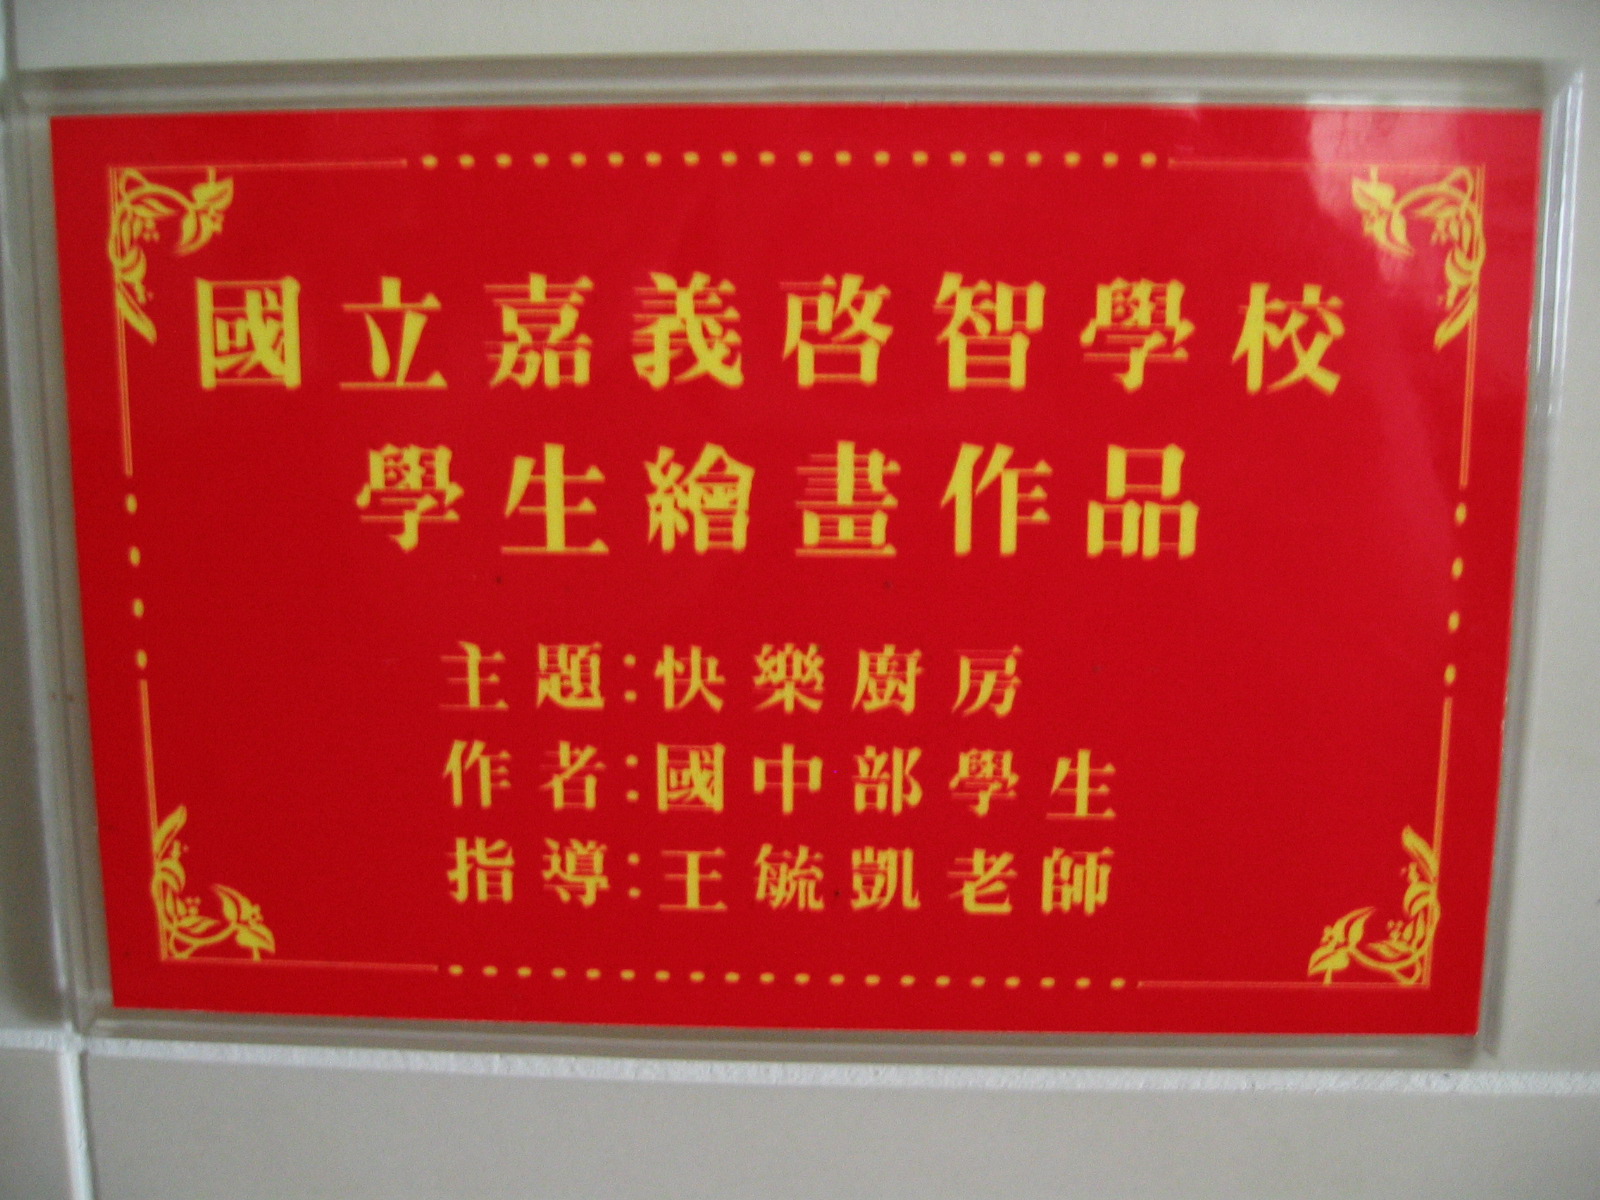 國立嘉義啓智學校
學生繪畫作品
主題:快樂廚房
作者:國中部學生
指導:王毓凱老師